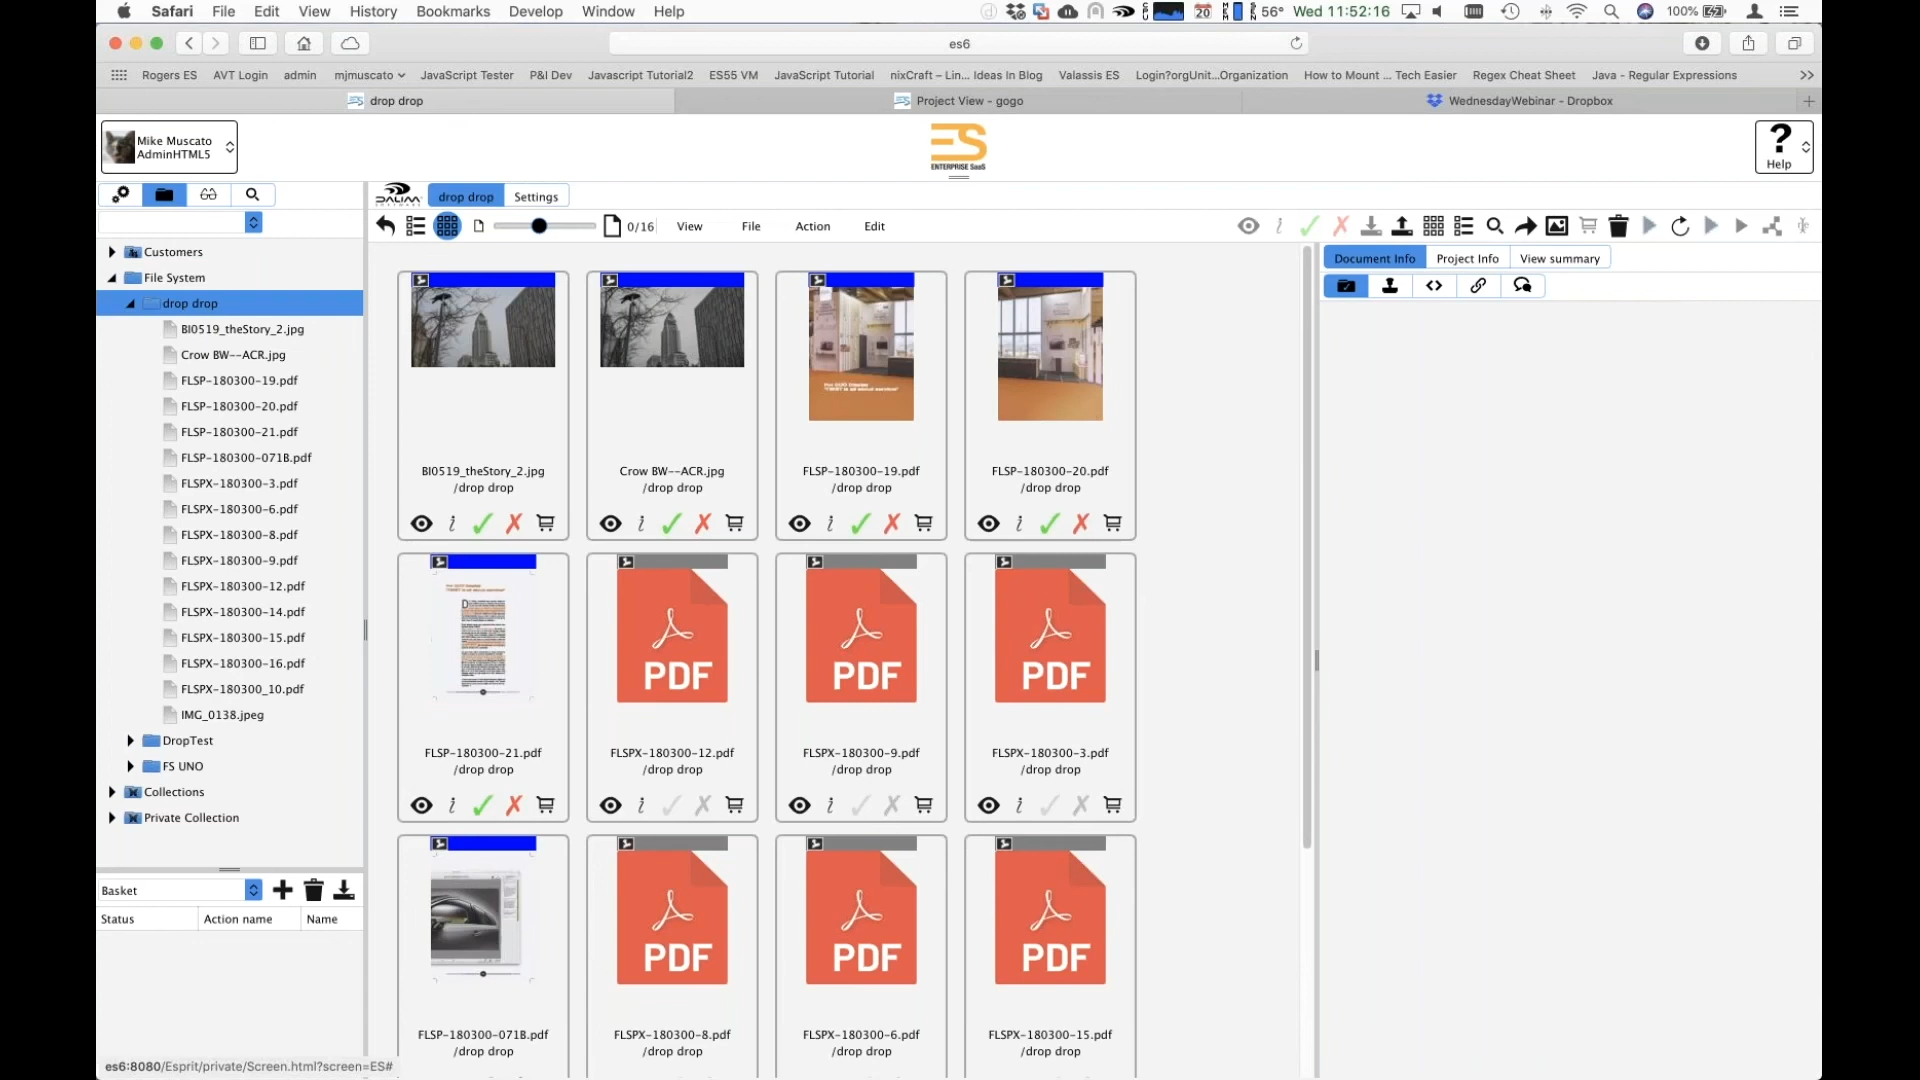 Safari File Edit View History Bookmarks Develop Window Help
20 56° Wed 11:52:16 100%
es6
Rogers ES AVT Login admin mjmuscato JavaScript Tester P&I Dev Javascript Tutorial2 ES55 VM JavaScript Tutorial nixCraft – Lin... Ideas In Blog Valassis ES Login?orgUnit...Organization How to Mount ... Tech Easier Regex Cheat Sheet Java - Regular Expressions
drop drop Project View - gogo WednesdayWebinar - Dropbox
Mike Muscato
AdminHTML5
ES
ENTERPRISE SaaS
?
Help
DALIM
SOFTWARE
drop drop Settings
0/16 View File Action Edit
Customers
File System
drop drop
BI0519_theStory_2.jpg
Crow BW--ACR.jpg
FLSP-180300-19.pdf
FLSP-180300-20.pdf
FLSP-180300-21.pdf
FLSP-180300-071B.pdf
FLSPX-180300-3.pdf
FLSPX-180300-6.pdf
FLSPX-180300-8.pdf
FLSPX-180300-9.pdf
FLSPX-180300-12.pdf
FLSPX-180300-14.pdf
FLSPX-180300-15.pdf
FLSPX-180300-16.pdf
FLSPX-180300_10.pdf
IMG_0138.jpeg
DropTest
FS UNO
Collections
Private Collection
Basket
Status Action name Name
es6:8080/Esprit/private/Screen.html?screen=ES#
BI0519_theStory_2.jpg Crow BW--ACR.jpg FLSP-180300-19.pdf FLSP-180300-20.pdf
/drop drop /drop drop /drop drop /drop drop
PDF PDF PDF
FLSP-180300-21.pdf FLSPX-180300-12.pdf FLSPX-180300-9.pdf FLSPX-180300-3.pdf
/drop drop /drop drop /drop drop /drop drop
PDF PDF PDF
FLSP-180300-071B.pdf FLSPX-180300-8.pdf FLSPX-180300-6.pdf FLSPX-180300-15.pdf
/drop drop /drop drop /drop drop /drop drop
Document Info Project Info View summary